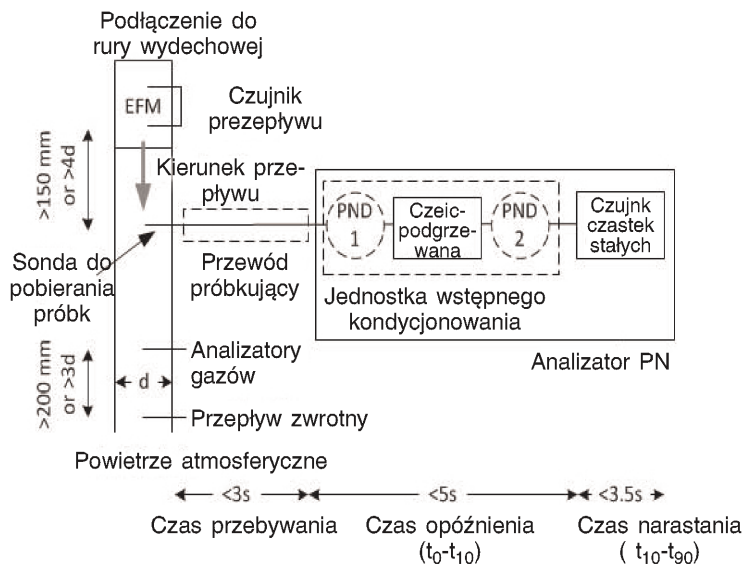 Podłączenie do
rury wydechowej
EFM
Czujnik
prezepływu
>150 mm
or >4d
Kierunek prze-
pływu
PND
1
Czeic-
podgrze-
wana
PND
2
Czujnk
czastek
stałych
Sonda do
pobierania
próbk
Przewód
próbkujący
Jednostka wstępnego
kondycjonowania
Analizator PN
>200 mm
or >3d
d
Analizatory
gazów
Przepływ zwrotny
Powietrze atmosferyczne
<3s
<5s
<3.5s
Czas przebywania
Czas opóźnienia
(t0-t10)
Czas narastania
( t10-t90)